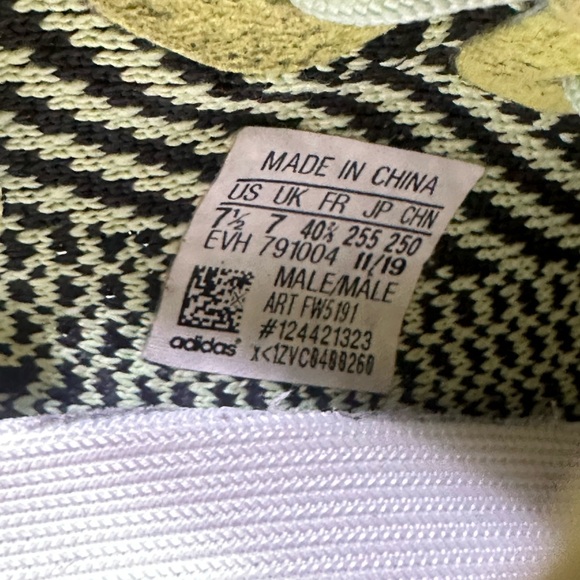 MADE IN CHINA
US UK FR JP CHN
7½ 7 40⅔ 255 250
EVH 791004 11/19
MALE/MALE
ART FW5191
#124421323
adidas® x<1ZVC0408260